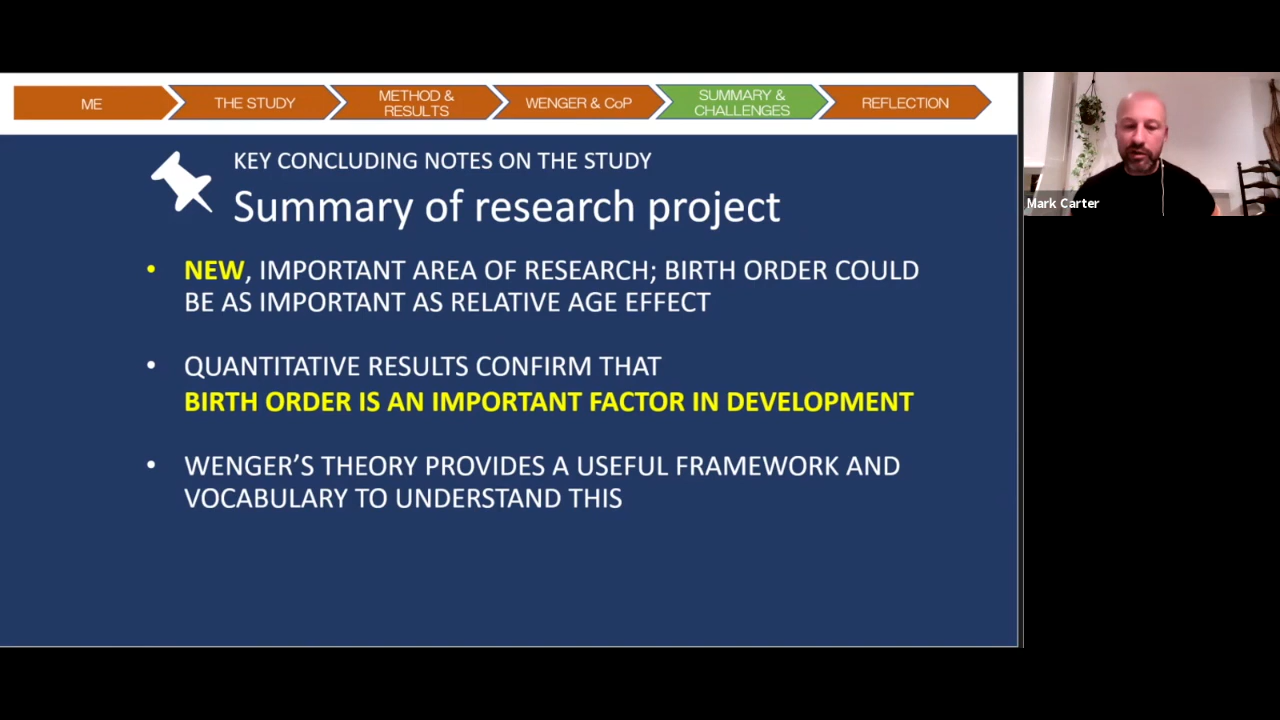 ME
THE STUDY
METHOD &
RESULTS
WENGER & CoP
SUMMARY &
CHALLENGES
REFLECTION
KEY CONCLUDING NOTES ON THE STUDY
Summary of research project
• NEW, IMPORTANT AREA OF RESEARCH; BIRTH ORDER COULD
BE AS IMPORTANT AS RELATIVE AGE EFFECT
• QUANTITATIVE RESULTS CONFIRM THAT
BIRTH ORDER IS AN IMPORTANT FACTOR IN DEVELOPMENT
• WENGER’S THEORY PROVIDES A USEFUL FRAMEWORK AND
VOCABULARY TO UNDERSTAND THIS
Mark Carter